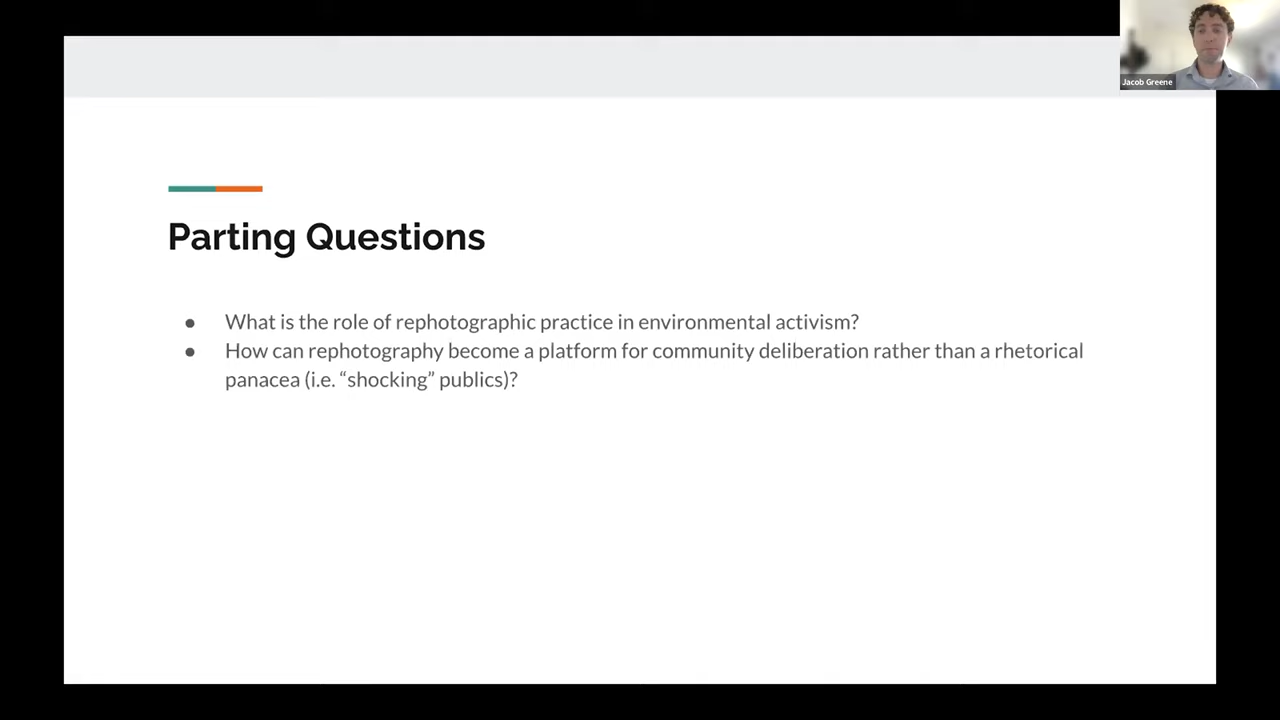 Jacob Greene
Parting Questions
● What is the role of rephotographic practice in environmental activism?
● How can rephotography become a platform for community deliberation rather than a rhetorical
panacea (i.e. “shocking” publics)?